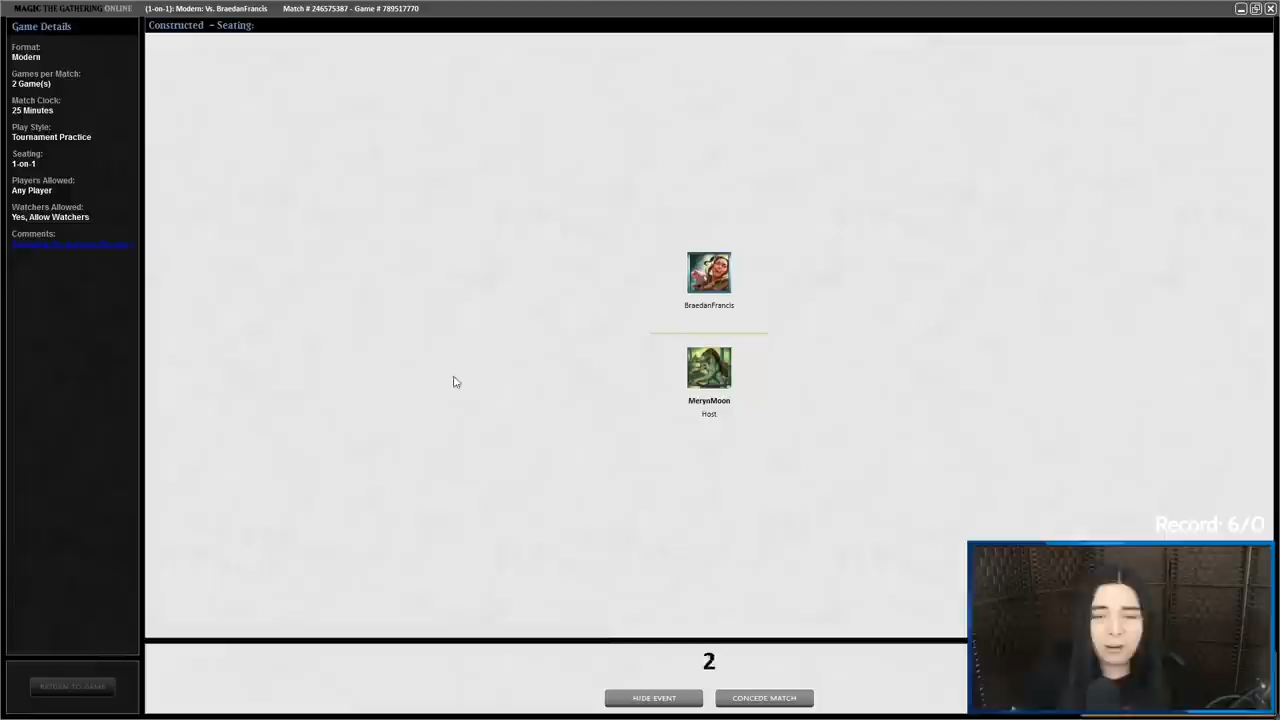 MAGIC THE GATHERING ONLINE
(1-on-1): Modern: Vs. BraedanFrancis Match # 246575387 - Game # 789517770
Game Details
Constructed - Seating:
Format:
Modern
Games per Match:
2 Game(s)
Match Clock:
25 Minutes
Play Style:
Tournament Practice
Seating:
1-on-1
Players Allowed:
Any Player
Watchers Allowed:
Yes, Allow Watchers
Comments:
BraedanFrancis
MerynMoon
Host
Record: 6/0
2
RETURN TO GAME
HIDE EVENT
CONCEDE MATCH